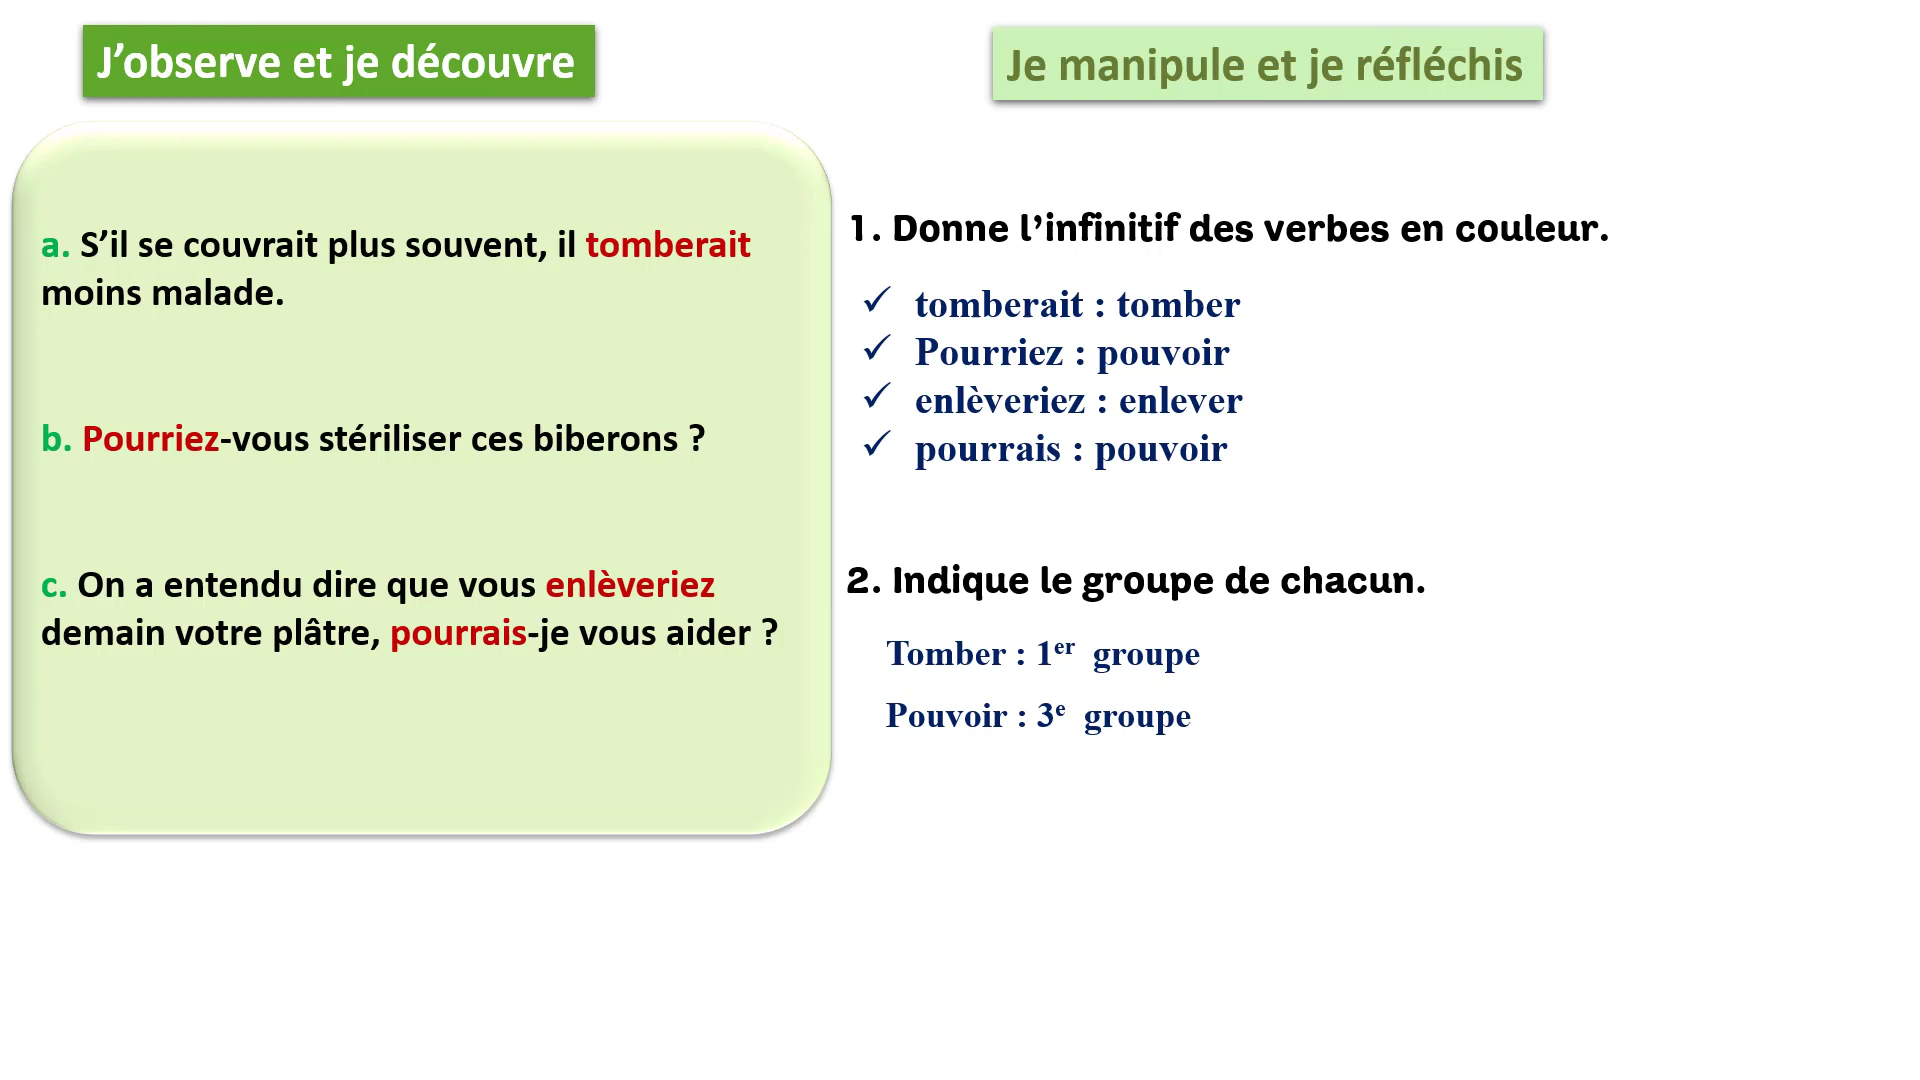 J’observe et je découvre
a. S’il se couvrait plus souvent, il tomberait
moins malade.
b. Pourriez-vous stériliser ces biberons ?
c. On a entendu dire que vous enlèveriez
demain votre plâtre, pourrais-je vous aider ?
Je manipule et je réfléchis
1. Donne l’infinitif des verbes en couleur.
✓ tomberait : tomber
✓ Pourriez : pouvoir
✓ enlèveriez : enlever
✓ pourrais : pouvoir
2. Indique le groupe de chacun.
Tomber : 1er groupe
Pouvoir : 3e groupe